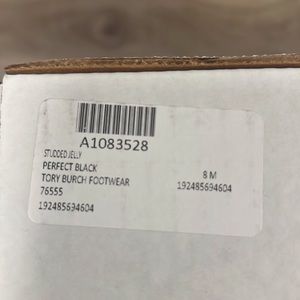 A1083528
STUDDED JELLY
PERFECT BLACK
TORY BURCH FOOTWEAR 8 M
76555 192485694604
192485694604